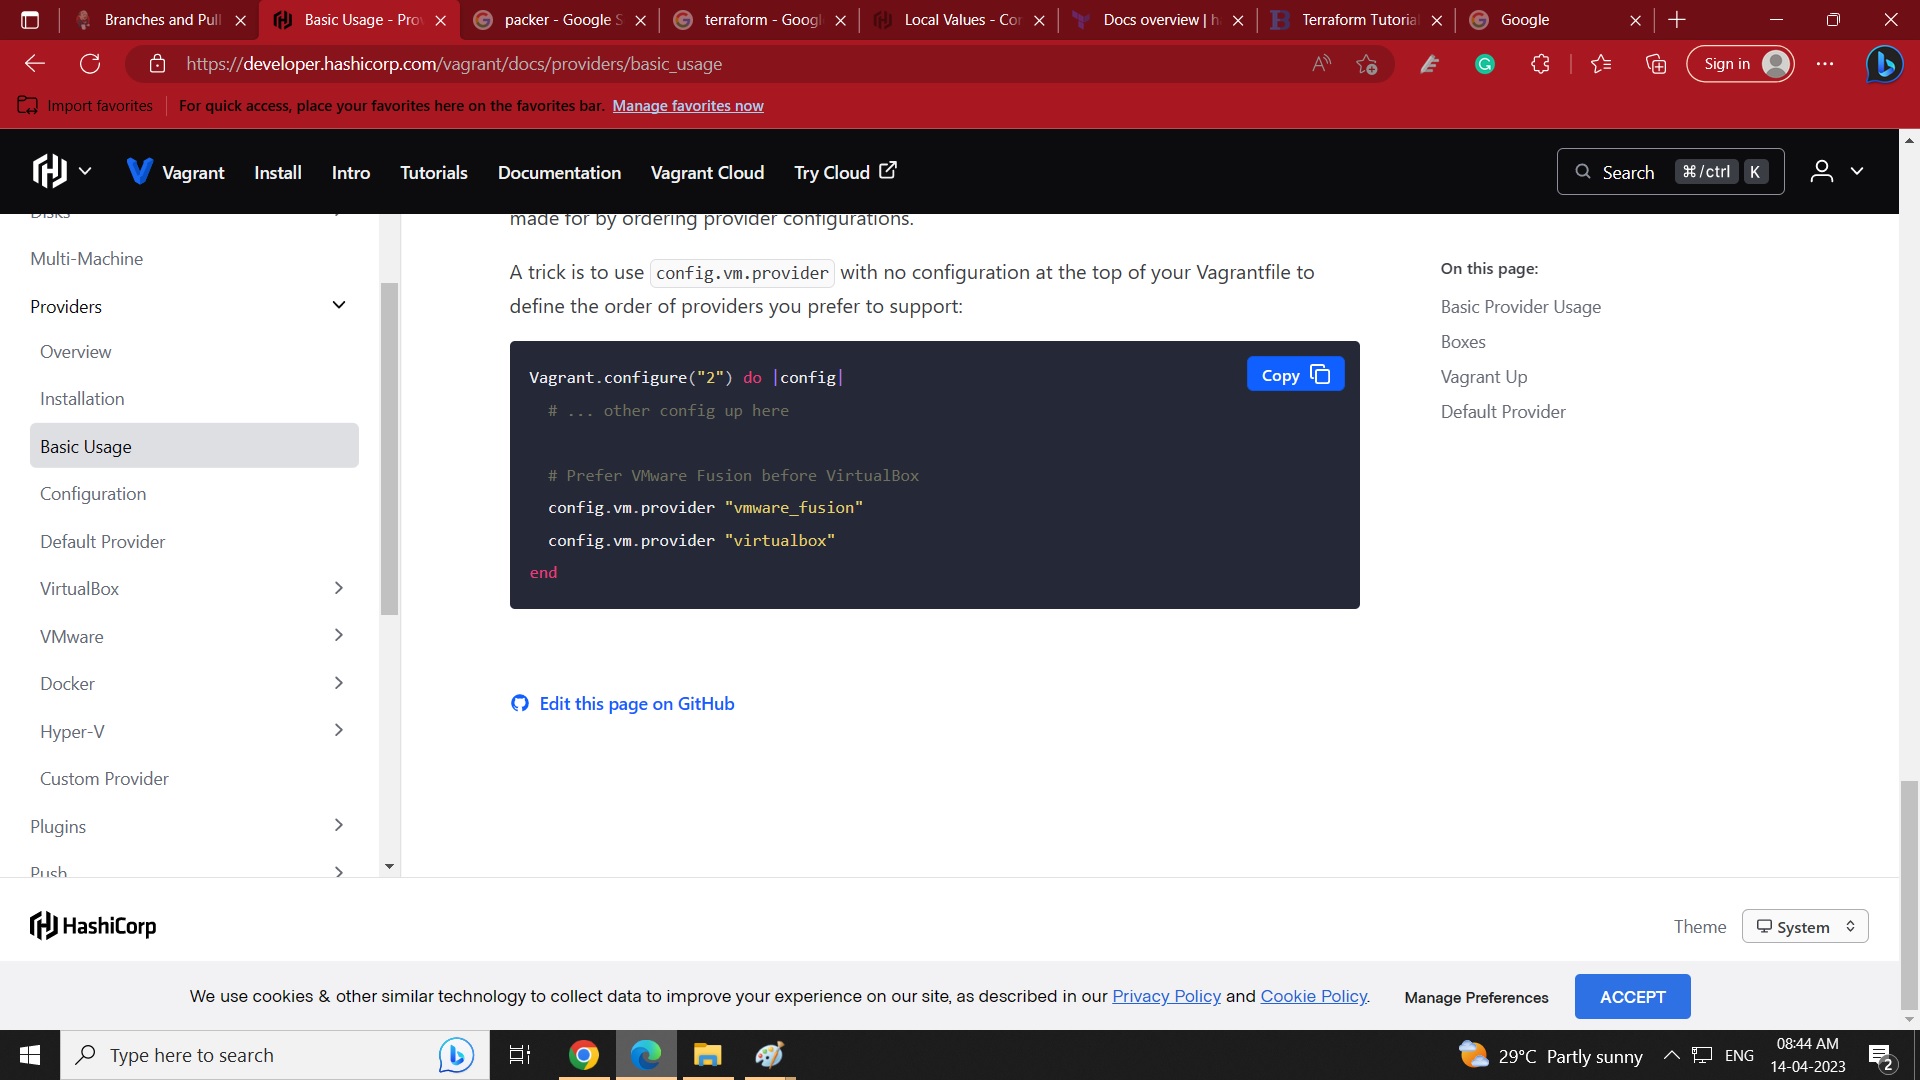 Branches and Pull
Basic Usage - Prov
packer - Google S
terraform - Googl
Local Values - Con
Docs overview | h
Terraform Tutorial
Google
https://developer.hashicorp.com/vagrant/docs/providers/basic_usage
Sign in
Import favorites
For quick access, place your favorites here on the favorites bar. Manage favorites now
Vagrant
Install
Intro
Tutorials
Documentation
Vagrant Cloud
Try Cloud
Search
⌘/ctrl
K
Disks
Multi-Machine
Providers
Overview
Installation
Basic Usage
Configuration
Default Provider
VirtualBox
VMware
Docker
Hyper-V
Custom Provider
Plugins
Push
made for by ordering provider configurations.
A trick is to use config.vm.provider with no configuration at the top of your Vagrantfile to
define the order of providers you prefer to support:
Vagrant.configure("2") do |config|
# ... other config up here
# Prefer VMware Fusion before VirtualBox
config.vm.provider "vmware_fusion"
config.vm.provider "virtualbox"
end
Copy
Edit this page on GitHub
On this page:
Basic Provider Usage
Boxes
Vagrant Up
Default Provider
HashiCorp
Theme
System
We use cookies & other similar technology to collect data to improve your experience on our site, as described in our Privacy Policy and Cookie Policy.
Manage Preferences
ACCEPT
Type here to search
29°C Partly sunny
ENG
08:44 AM
14-04-2023
2